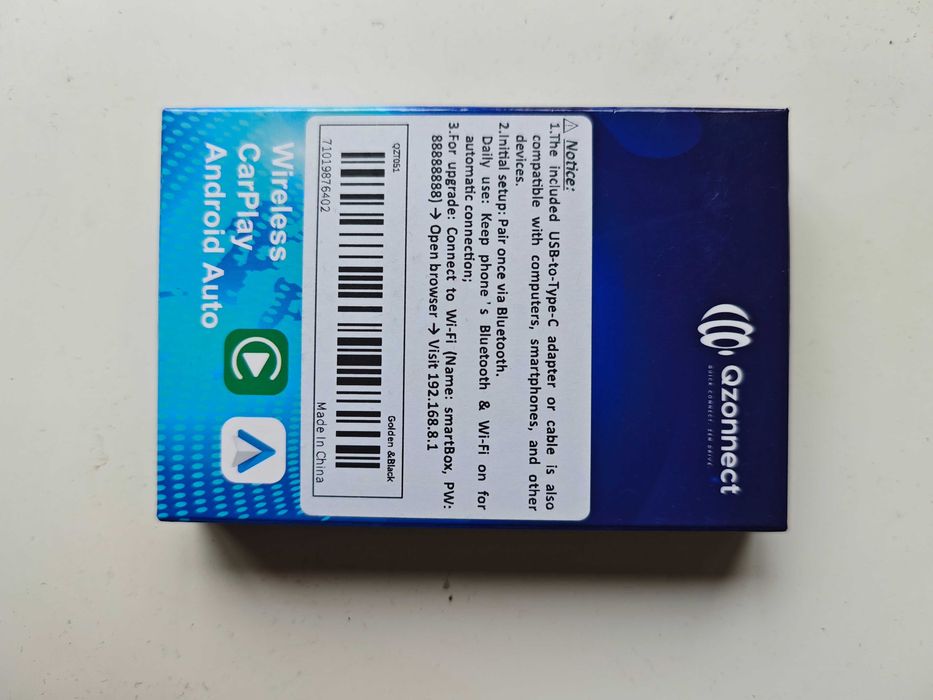 Qzonnect
QUICK CONNECT. ZEN DRIVE.
Notice:
1.The included USB-to-Type-C adapter or cable is also
compatible with computers, smartphones, and other
devices.
2.Initial setup: Pair once via Bluetooth.
Daily use: Keep phone's Bluetooth & Wi-Fi on for
automatic connection;
3.For upgrade: Connect to Wi-Fi (Name: smartBox, PW:
88888888) → Open browser → Visit 192.168.8.1
QZT051
Golden &Black
71019876402
Made In China
Wireless
CarPlay
Android Auto